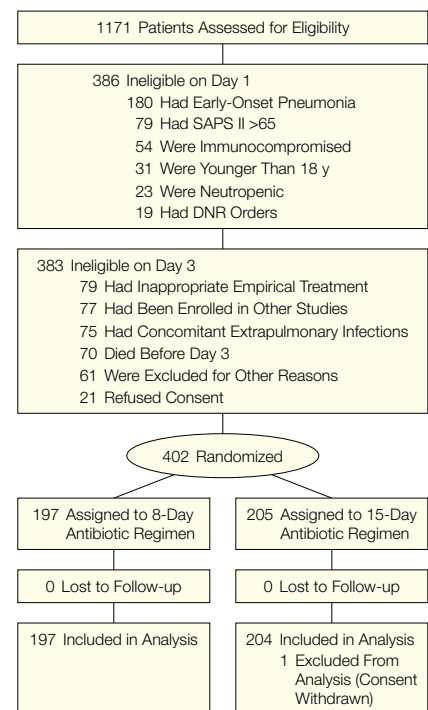 1171 Patients Assessed for Eligibility
386 Ineligible on Day 1
180 Had Early-Onset Pneumonia
79 Had SAPS II >65
54 Were Immunocompromised
31 Were Younger Than 18 y
23 Were Neutropenic
19 Had DNR Orders
383 Ineligible on Day 3
79 Had Inappropriate Empirical Treatment
77 Had Been Enrolled in Other Studies
75 Had Concomitant Extrapulmonary Infections
70 Died Before Day 3
61 Were Excluded for Other Reasons
21 Refused Consent
402 Randomized
197 Assigned to 8-Day
Antibiotic Regimen
205 Assigned to 15-Day
Antibiotic Regimen
0 Lost to Follow-up
0 Lost to Follow-up
197 Included in Analysis
204 Included in Analysis
1 Excluded From
Analysis (Consent
Withdrawn)